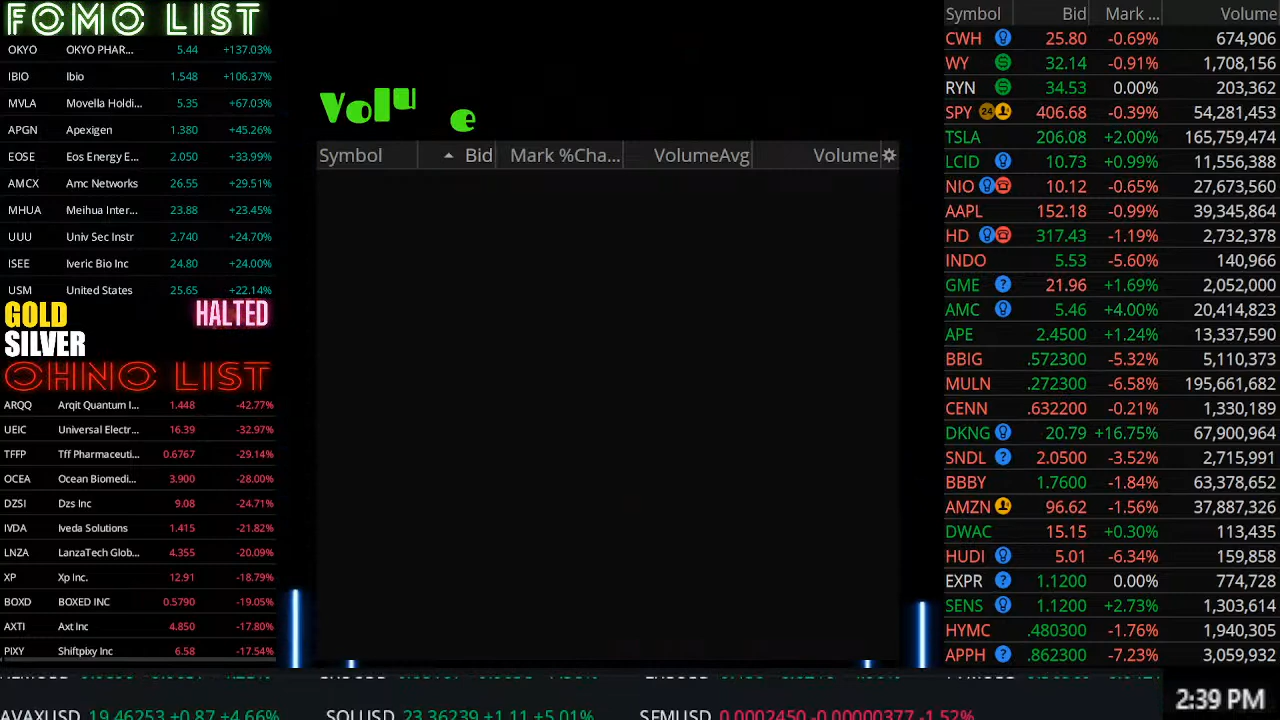 FOMO LIST
OKYO OKYO PHAR... 5.44 +137.03%
IBIO Ibio 1.548 +106.37%
MVLA Movella Holdi... 5.35 +67.03%
APGN Apexigen 1.380 +45.26%
EOSE Eos Energy E... 2.050 +33.99%
AMCX Amc Networks 26.55 +29.51%
MHUA Meihua Inter... 23.88 +23.45%
UUU Univ Sec Instr 2.740 +24.70%
ISEE Iveric Bio Inc 24.80 +24.00%
USM United States 25.65 +22.14%
GOLD HALTED
SILVER
OHNO LIST
ARQQ Arqit Quantum I... 1.448 -42.77%
UEIC Universal Electr... 16.39 -32.97%
TFFP Tff Pharmaceuti... 0.6767 -29.14%
OCEA Ocean Biomedi... 3.900 -28.00%
DZSI Dzs Inc 9.08 -24.71%
IVDA Iveda Solutions 1.415 -21.82%
LNZA LanzaTech Glob... 4.355 -20.09%
XP Xp Inc. 12.91 -18.79%
BOXD BOXED INC 0.5790 -19.05%
AXTI Axt Inc 4.850 -17.80%
PIXY Shiftpixy Inc 6.58 -17.54%
Volu e
Symbol Bid Mark %Cha... VolumeAvg Volume
Symbol Bid Mark ... Volume
CWH 25.80 -0.69% 674,906
WY 32.14 -0.91% 1,708,156
RYN 34.53 0.00% 203,362
SPY 24 406.68 -0.39% 54,281,453
TSLA 206.08 +2.00% 165,759,474
LCID 10.73 +0.99% 11,556,388
NIO 10.12 -0.65% 27,673,560
AAPL 152.18 -0.99% 39,345,864
HD 317.43 -1.19% 2,732,378
INDO 5.53 -5.60% 140,966
GME ? 21.96 +1.69% 2,052,000
AMC 5.46 +4.00% 20,414,823
APE 2.4500 +1.24% 13,337,590
BBIG .572300 -5.32% 5,110,373
MULN .272300 -6.58% 195,661,682
CENN .632200 -0.21% 1,330,189
DKNG 20.79 +16.75% 67,900,964
SNDL ? 2.0500 -3.52% 2,715,991
BBBY 1.7600 -1.84% 63,378,652
AMZN 96.62 -1.56% 37,887,326
DWAC 15.15 +0.30% 113,435
HUDI 5.01 -6.34% 159,858
EXPR ? 1.1200 0.00% 774,728
SENS 1.1200 +2.73% 1,303,614
HYMC .480300 -1.76% 1,940,305
APPH ? .862300 -7.23% 3,059,932
AVAXUSD 19.46253 +0.87 +4.66% SOLUSD 23.36239 +1.11 +5.01% SFMUSD 0.0002450 -0.00000377 -1.52%
2:39 PM